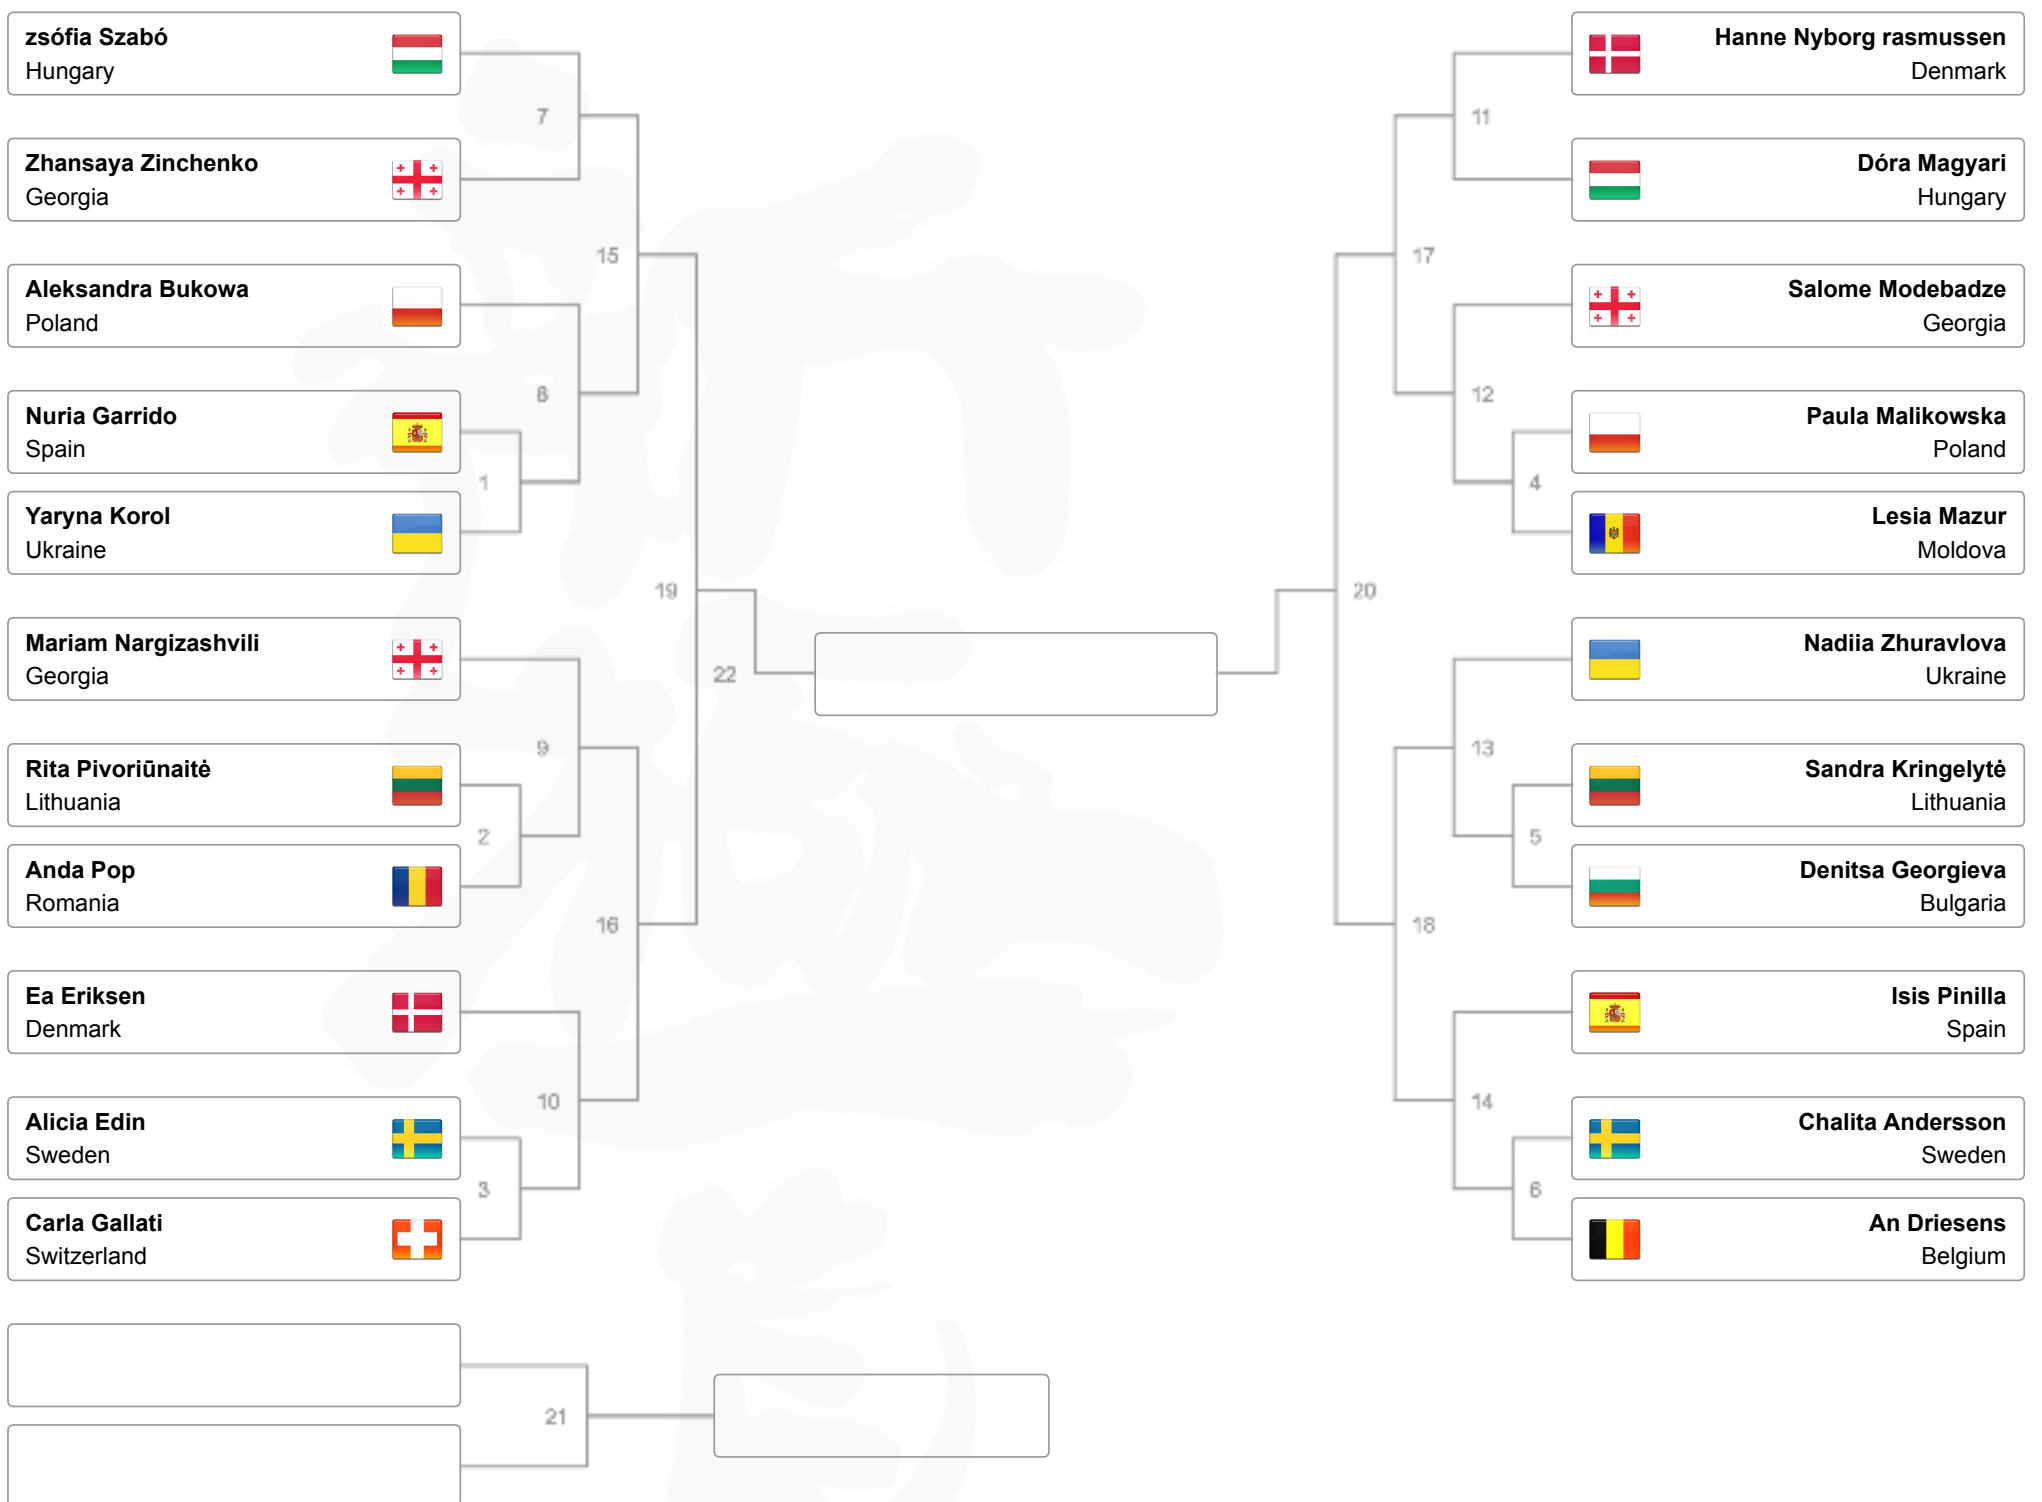 zsófia Szabó
Hungary
7
Zhansaya Zinchenko
Georgia
15
Aleksandra Bukowa
Poland
8
Nuria Garrido
Spain
1
Yaryna Korol
Ukraine
19
Mariam Nargizashvili
Georgia
22
9
Rita Pivoriūnaitė
Lithuania
2
Anda Pop
Romania
16
Ea Eriksen
Denmark
10
Alicia Edin
Sweden
3
Carla Gallati
Switzerland
21
Hanne Nyborg rasmussen
Denmark
11
Dóra Magyari
Hungary
17
Salome Modebadze
Georgia
12
Paula Malikowska
Poland
4
Lesia Mazur
Moldova
20
Nadiia Zhuravlova
Ukraine
13
Sandra Kringelytė
Lithuania
5
Denitsa Georgieva
Bulgaria
18
Isis Pinilla
Spain
14
Chalita Andersson
Sweden
6
An Driesens
Belgium